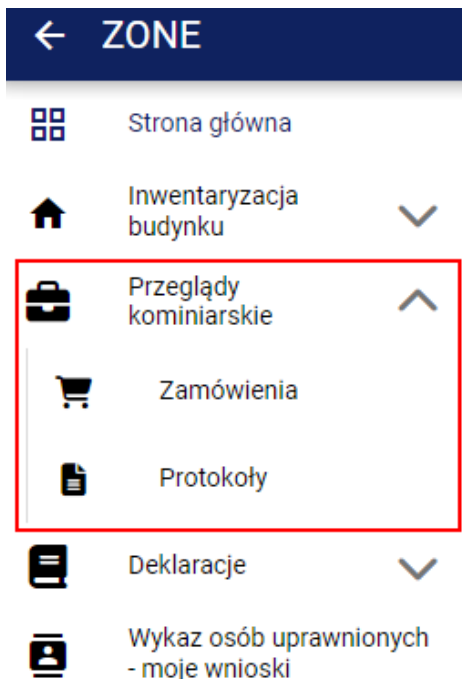 ZONE
Strona główna
Inwentaryzacja
budynku
Przeglądy
kominiarskie
Zamówienia
Protokoły
Deklaracje
Wykaz osób uprawnionych
- moje wnioski